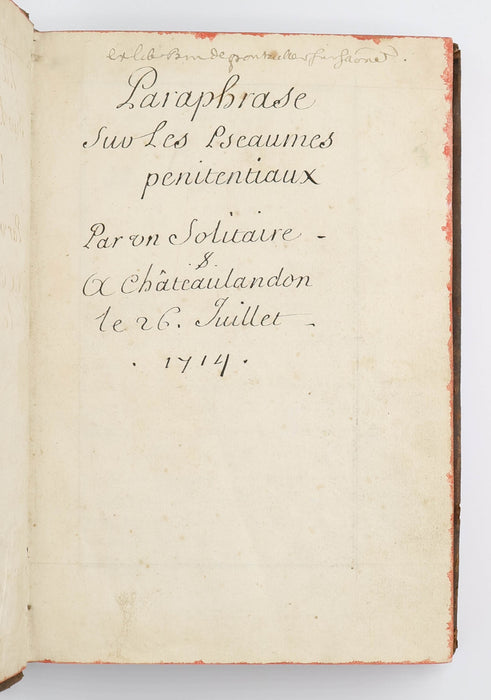 Paraphrase
Sur Les Pseaumes
penitentiaux
Par vn Solitaire -
&
A Châteaulandon
le 26. Juillet -
. 1714 .